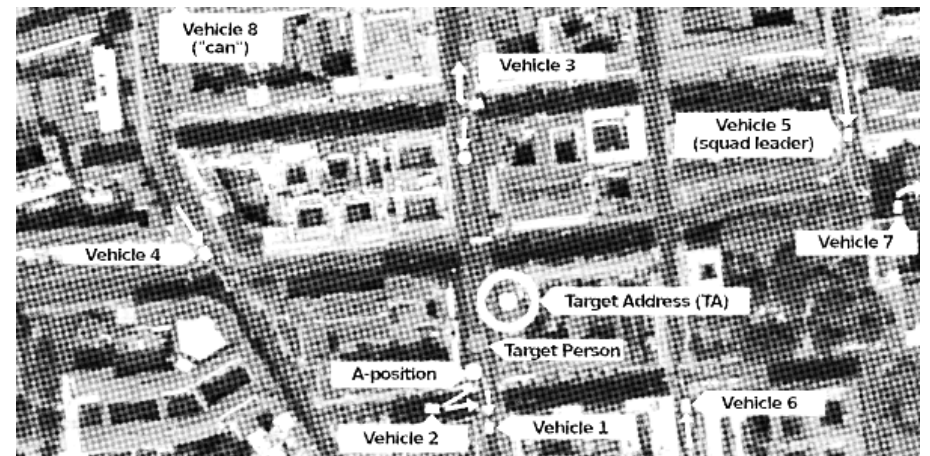 Vehicle 8
("can")
Vehicle 3
Vehicle 5
(squad leader)
Vehicle 7
Vehicle 4
Target Address (TA)
Target Person
A-position
Vehicle 6
Vehicle 2
Vehicle 1